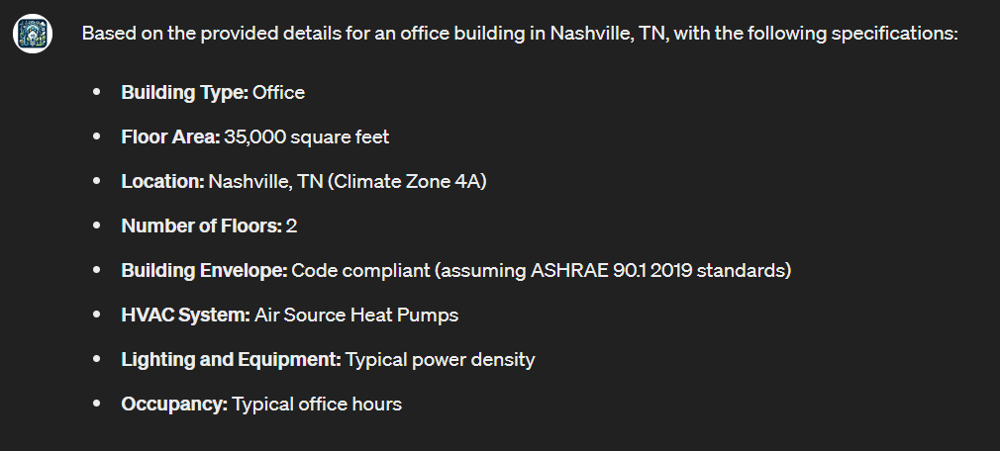 Based on the provided details for an office building in Nashville, TN, with the following specifications:
• Building Type: Office
• Floor Area: 35,000 square feet
• Location: Nashville, TN (Climate Zone 4A)
• Number of Floors: 2
• Building Envelope: Code compliant (assuming ASHRAE 90.1 2019 standards)
• HVAC System: Air Source Heat Pumps
• Lighting and Equipment: Typical power density
• Occupancy: Typical office hours